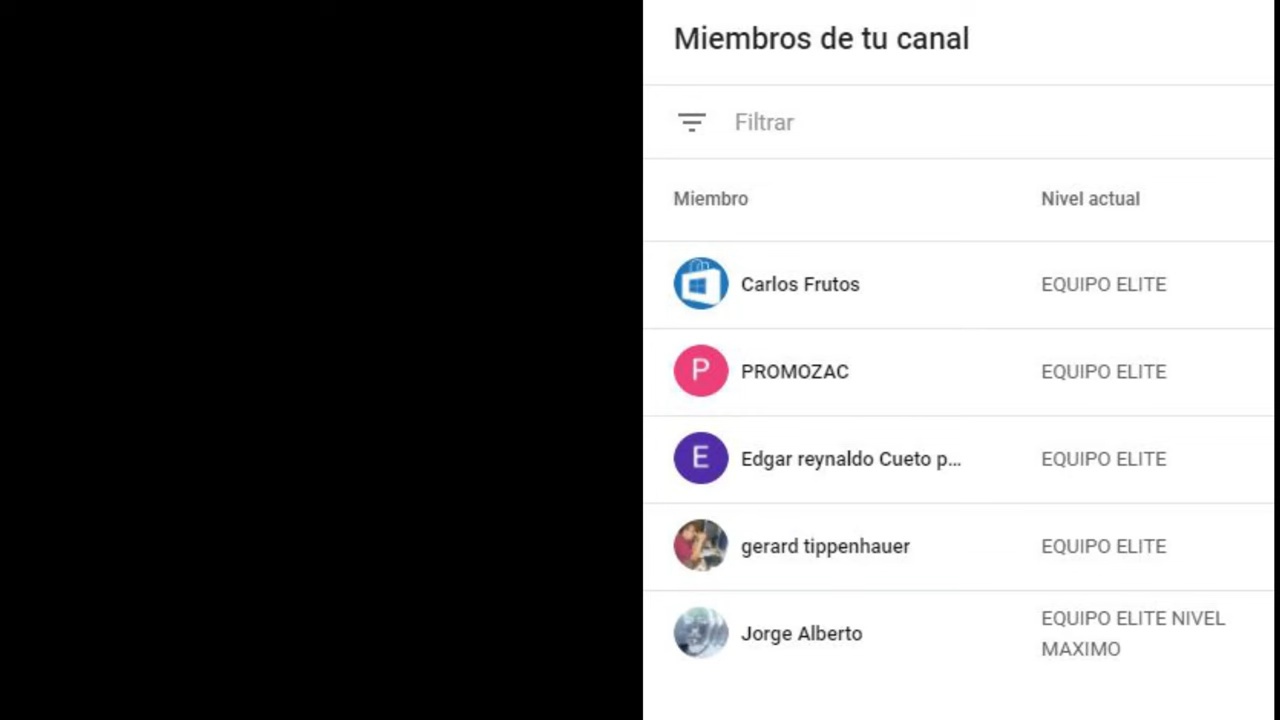 Miembros de tu canal
Filtrar
Miembro Nivel actual
Carlos Frutos EQUIPO ELITE
P PROMOZAC EQUIPO ELITE
E Edgar reynaldo Cueto p... EQUIPO ELITE
gerard tippenhauer EQUIPO ELITE
Jorge Alberto EQUIPO ELITE NIVEL
MAXIMO